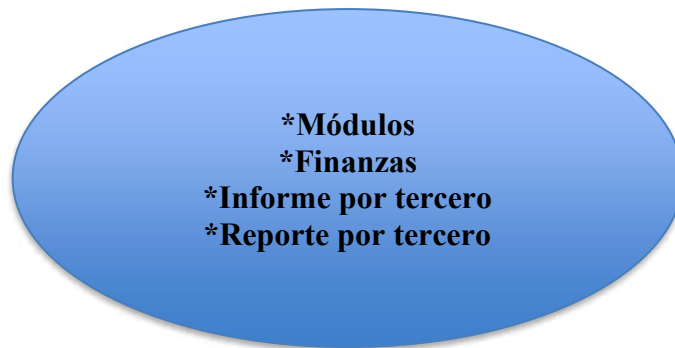 *Módulos
*Finanzas
*Informe por tercero
*Reporte por tercero